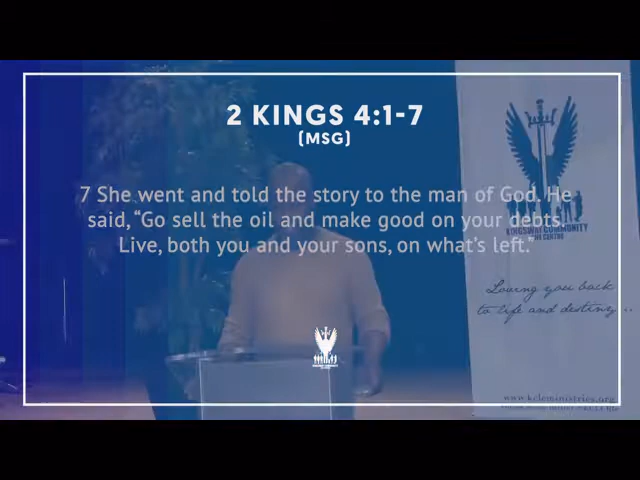 2 KINGS 4:1-7
(MSG)
7 She went and told the story to the man of God. He
said, “Go sell the oil and make good on your debts.
Live, both you and your sons, on what’s left.”
KINGSWAY COMMUNITY
LIFE CENTRE
Loving you back
to life and destiny...
www.kcleministries.org